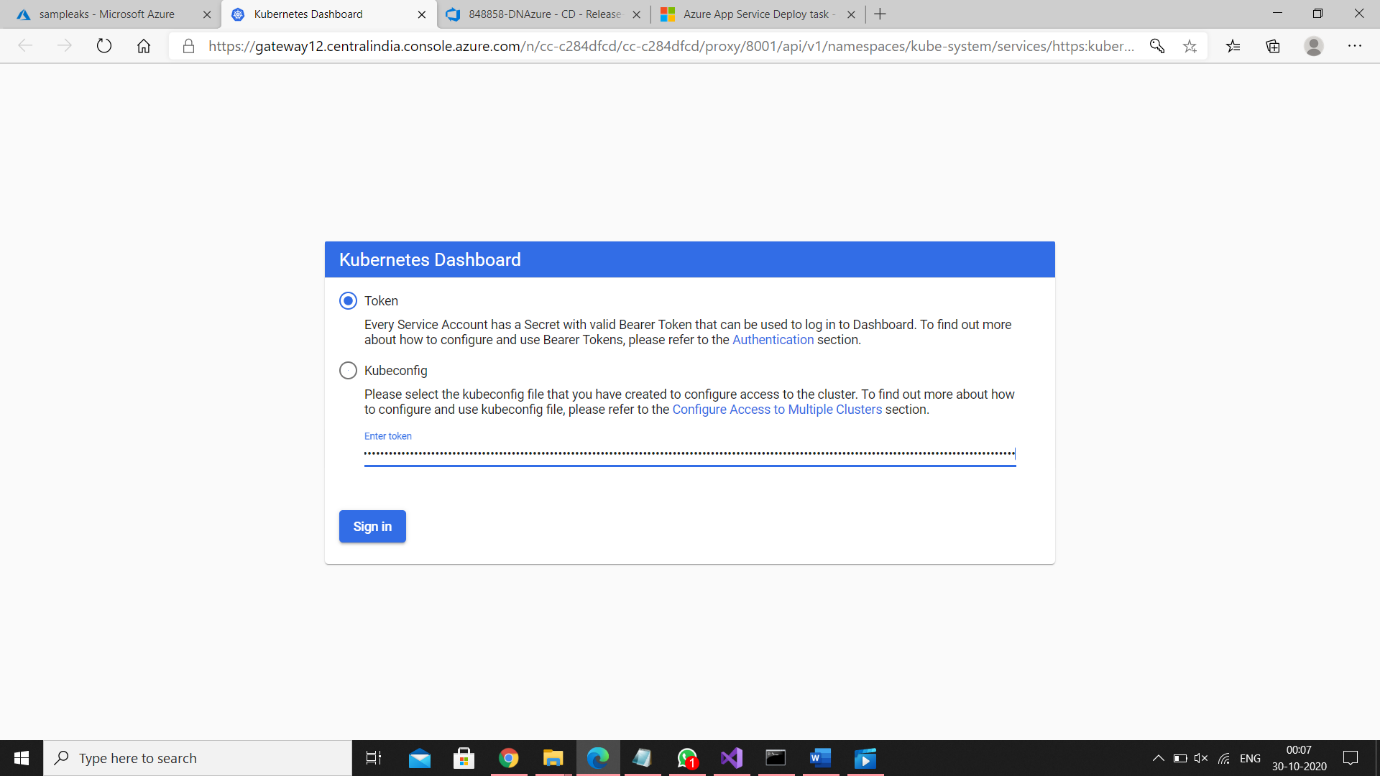 sampleaks - Microsoft Azure
Kubernetes Dashboard
848858-DNAzure - CD - Release-
Azure App Service Deploy task -
https://gateway12.centralindia.console.azure.com/n/cc-c284dfcd/cc-c284dfcd/proxy/8001/api/v1/namespaces/kube-system/services/https:kuber...
Kubernetes Dashboard
Token
Every Service Account has a Secret with valid Bearer Token that can be used to log in to Dashboard. To find out more
about how to configure and use Bearer Tokens, please refer to the Authentication section.
Kubeconfig
Please select the kubeconfig file that you have created to configure access to the cluster. To find out more about how
to configure and use kubeconfig file, please refer to the Configure Access to Multiple Clusters section.
Enter token
Sign in
Type here to search
1
ENG
00:07
30-10-2020